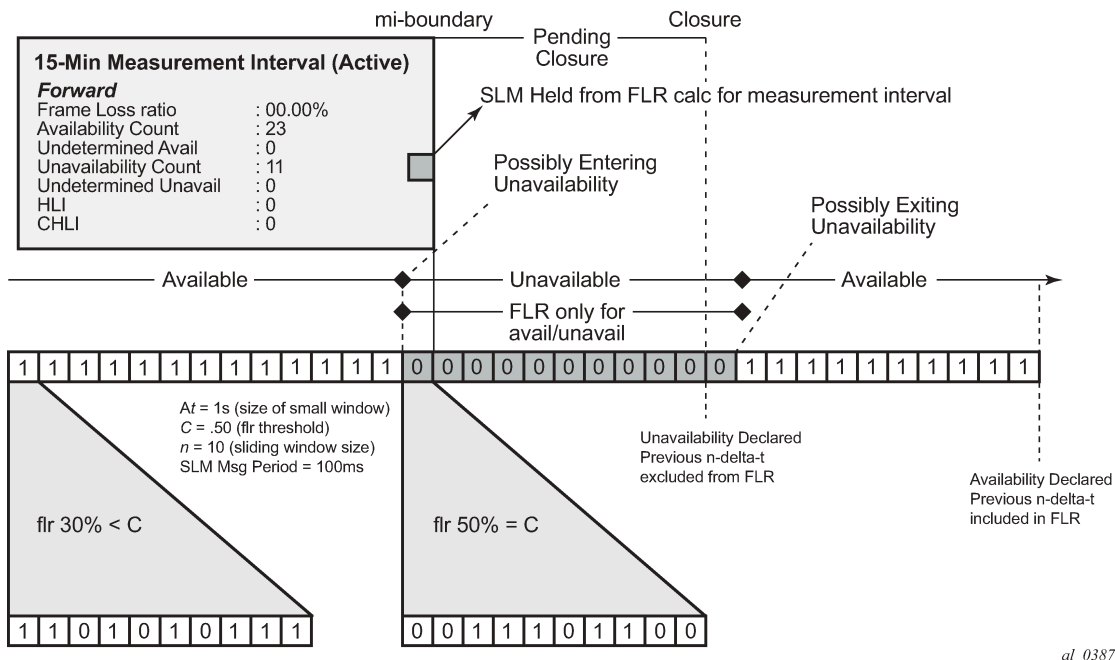 mi-boundary
Closure
Pending
Closure
15-Min Measurement Interval (Active)
Forward
Frame Loss ratio : 00.00%
Availability Count : 23
Undetermined Avail : 0
Unavailability Count : 11
Undetermined Unavail : 0
HLI : 0
CHLI : 0
SLM Held from FLR calc for measurement interval
Possibly Entering
Unavailability
Possibly Exiting
Unavailability
Available
Unavailable
Available
FLR only for
avail/unavail
1 1 1 1 1 1 1 1 1 1 1 1 1 0 0 0 0 0 0 0 0 0 0 0 1 1 1 1 1 1 1 1 1 1
At = 1s (size of small window)
C = .50 (flr threshold)
n = 10 (sliding window size)
SLM Msg Period = 100ms
Unavailability Declared
Previous n-delta-t
excluded from FLR
Availability Declared
Previous n-delta-t
included in FLR
flr 30% < C
flr 50% = C
1 1 0 1 0 1 0 1 1 1
0 0 1 1 1 0 1 1 0 0
al_0387